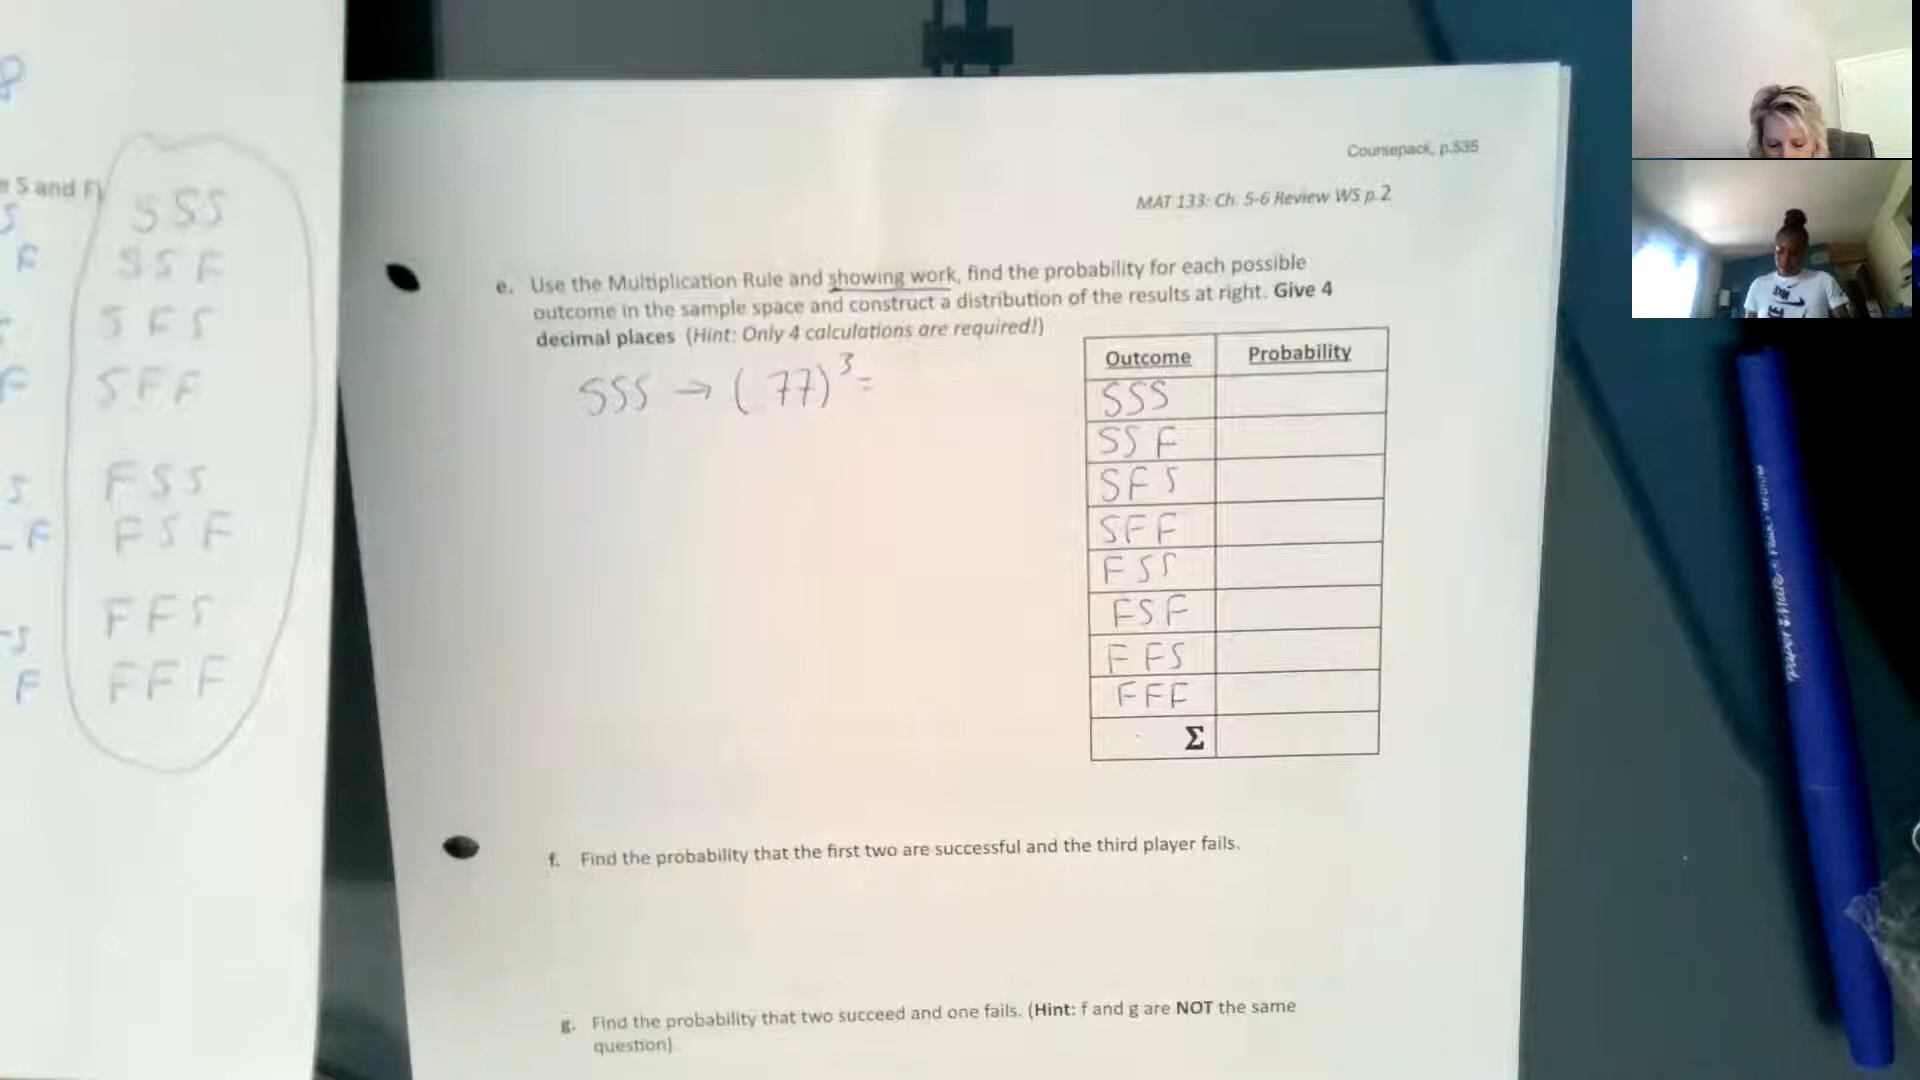 S and F)
SSS
SSF
SFS
SFF
FSS
FSF
FFS
FFF
Coursepack, p.535
MAT 133: Ch. 5-6 Review WS p.2
e. Use the Multiplication Rule and showing work, find the probability for each possible
outcome in the sample space and construct a distribution of the results at right. Give 4
decimal places (Hint: Only 4 calculations are required!)
SSS → (.77)³ =
Outcome Probability
SSS
SSF
SFS
SFF
FSS
FSF
FFS
FFF
Σ
f. Find the probability that the first two are successful and the third player fails.
g. Find the probability that two succeed and one fails. (Hint: f and g are NOT the same
question)